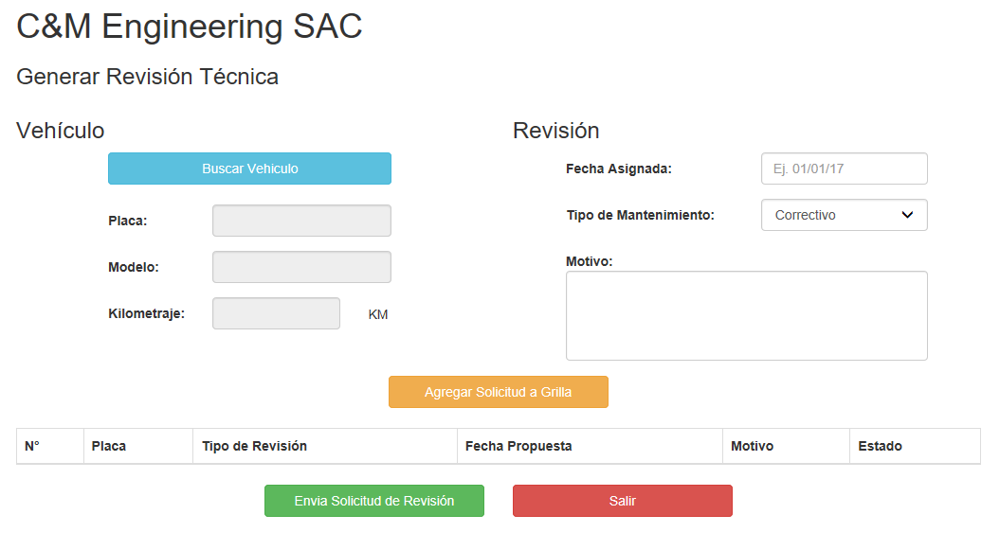 C&M Engineering SAC
Generar Revisión Técnica
Vehículo
Buscar Vehiculo
Placa:
Modelo:
Kilometraje:
KM
Revisión
Fecha Asignada:
Ej. 01/01/17
Tipo de Mantenimiento:
Correctivo
Motivo:
Agregar Solicitud a Grilla
N° Placa Tipo de Revisión Fecha Propuesta Motivo Estado
Envia Solicitud de Revisión
Salir